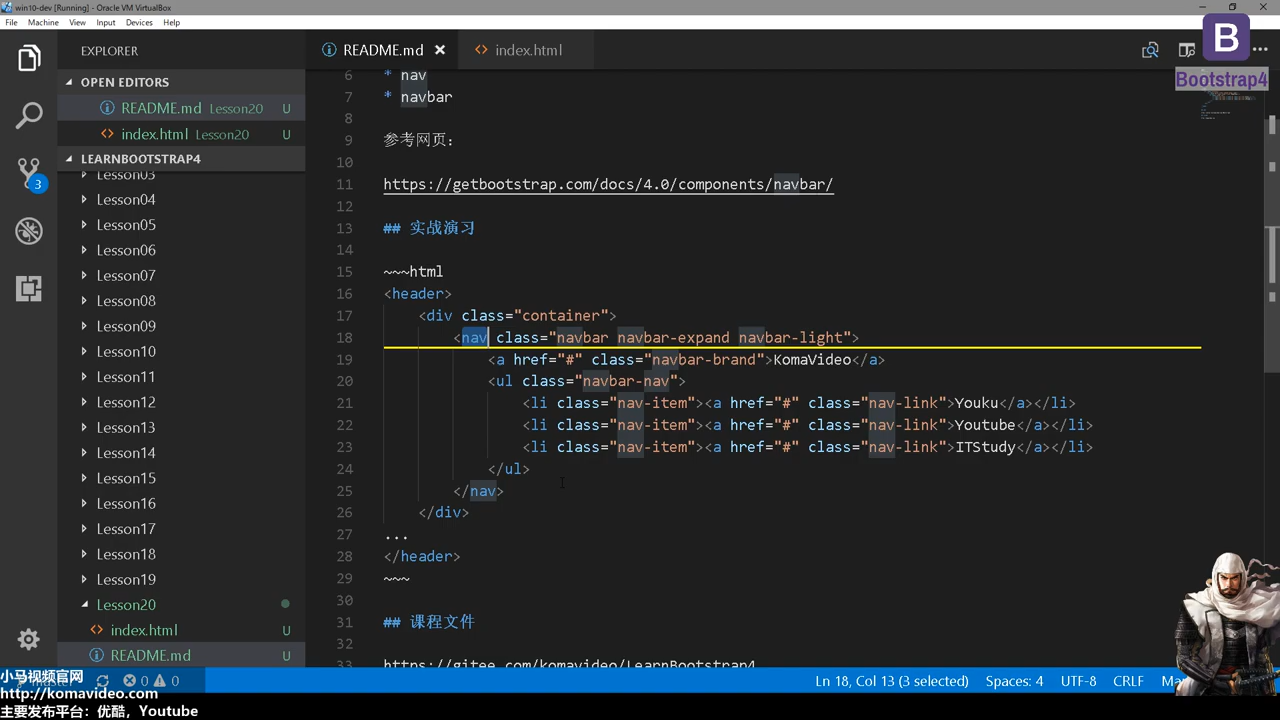 win10-dev [Running] - Oracle VM VirtualBox
File Machine View Input Devices Help
EXPLORER
README.md
index.html
B
Bootstrap4
OPEN EDITORS
README.md Lesson20 U
index.html Lesson20 U
LEARNBOOTSTRAP4
Lesson03
Lesson04
Lesson05
Lesson06
Lesson07
Lesson08
Lesson09
Lesson10
Lesson11
Lesson12
Lesson13
Lesson14
Lesson15
Lesson16
Lesson17
Lesson18
Lesson19
Lesson20
index.html U
README.md U
3
6 * nav
7 * navbar
8
9 参考网页:
10
11 https://getbootstrap.com/docs/4.0/components/navbar/
12
13 ## 实战演习
14
15 ~~~html
16 <header>
17 <div class="container">
18 <nav class="navbar navbar-expand navbar-light">
19 <a href="#" class="navbar-brand">KomaVideo</a>
20 <ul class="navbar-nav">
21 <li class="nav-item"><a href="#" class="nav-link">Youku</a></li>
22 <li class="nav-item"><a href="#" class="nav-link">Youtube</a></li>
23 <li class="nav-item"><a href="#" class="nav-link">ITStudy</a></li>
24 </ul>
25 </nav>
26 </div>
27 ...
28 </header>
29 ~~~
30
31 ## 课程文件
32
33 https://gitee.com/komavideo/LearnBootstrap4
0 0
Ln 18, Col 13 (3 selected) Spaces: 4 UTF-8 CRLF
小马视频官网
http://komavideo.com
主要发布平台：优酷，Youtube